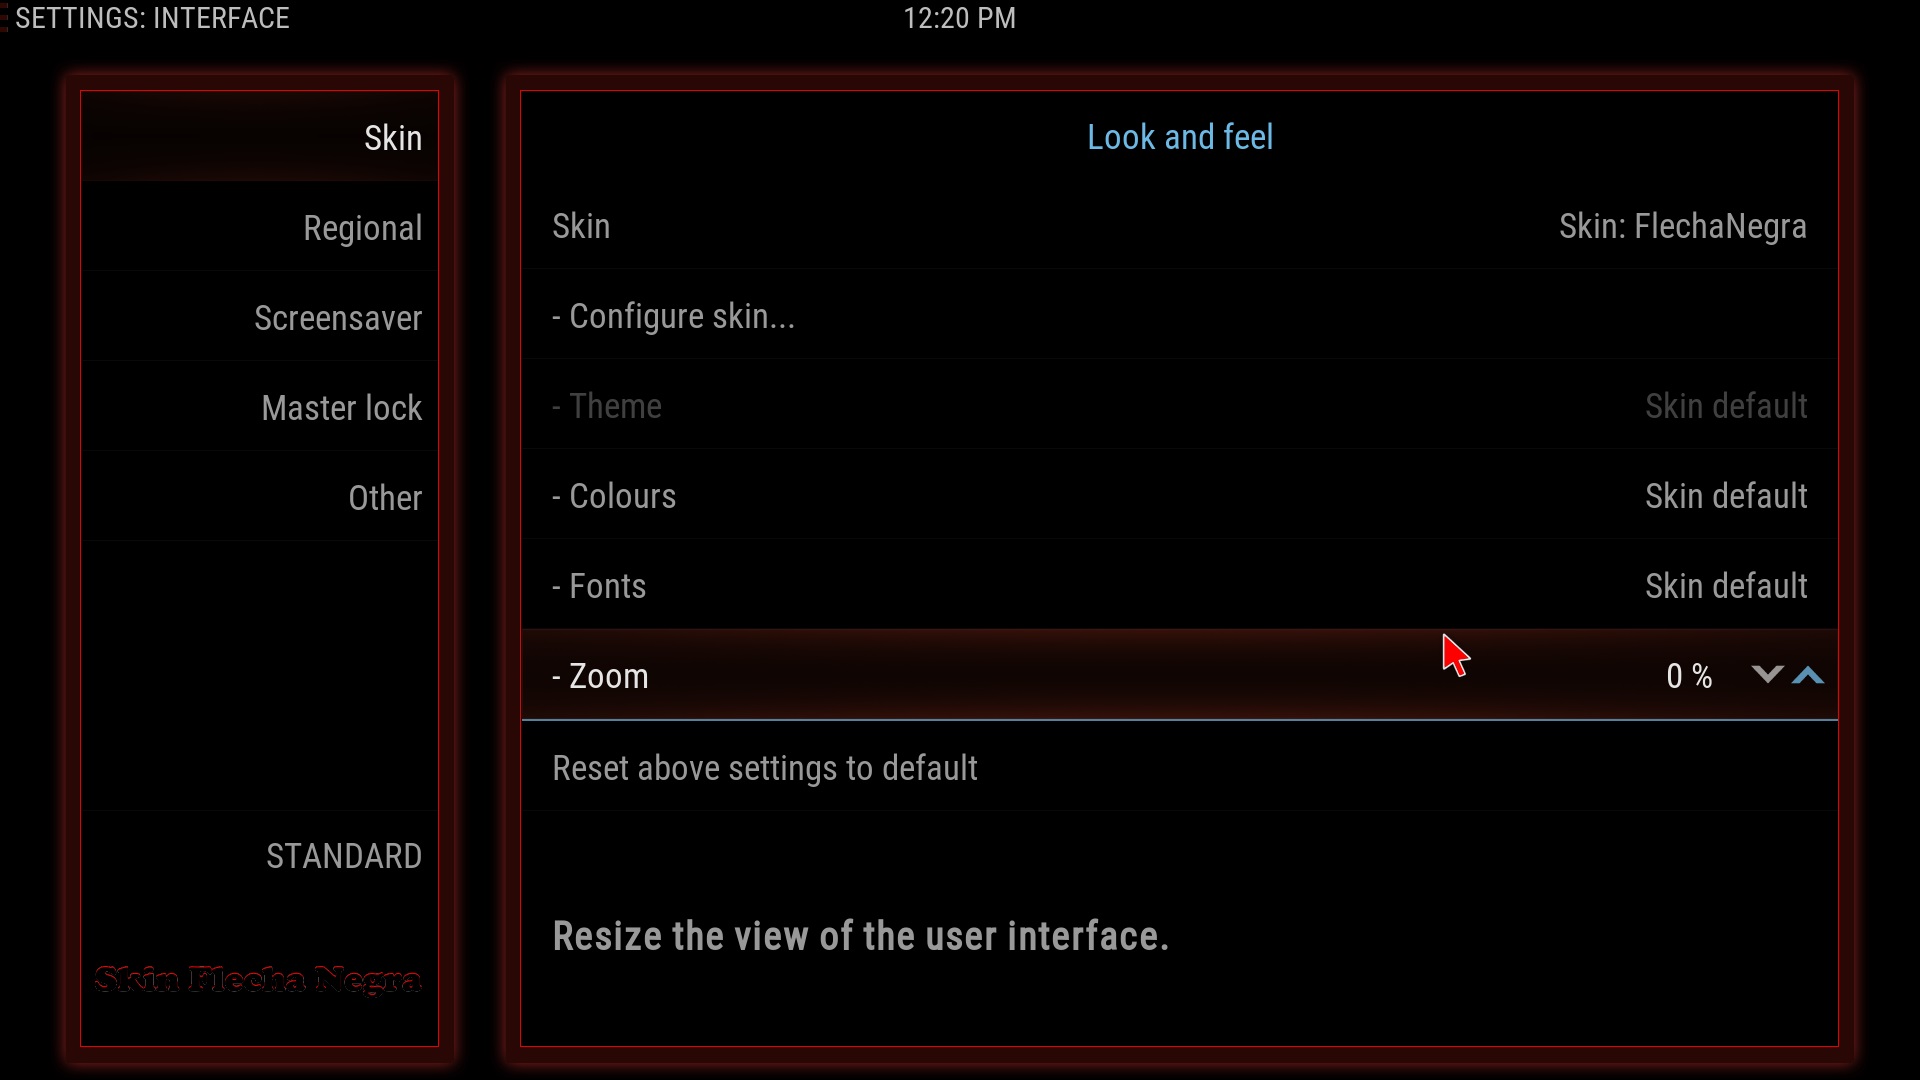 SETTINGS: INTERFACE
12:20 PM
Skin
Regional
Screensaver
Master lock
Other
STANDARD
Skin Flecha Negra
Look and feel
Skin Skin: FlechaNegra
- Configure skin...
- Theme Skin default
- Colours Skin default
- Fonts Skin default
- Zoom 0 %
Reset above settings to default
Resize the view of the user interface.